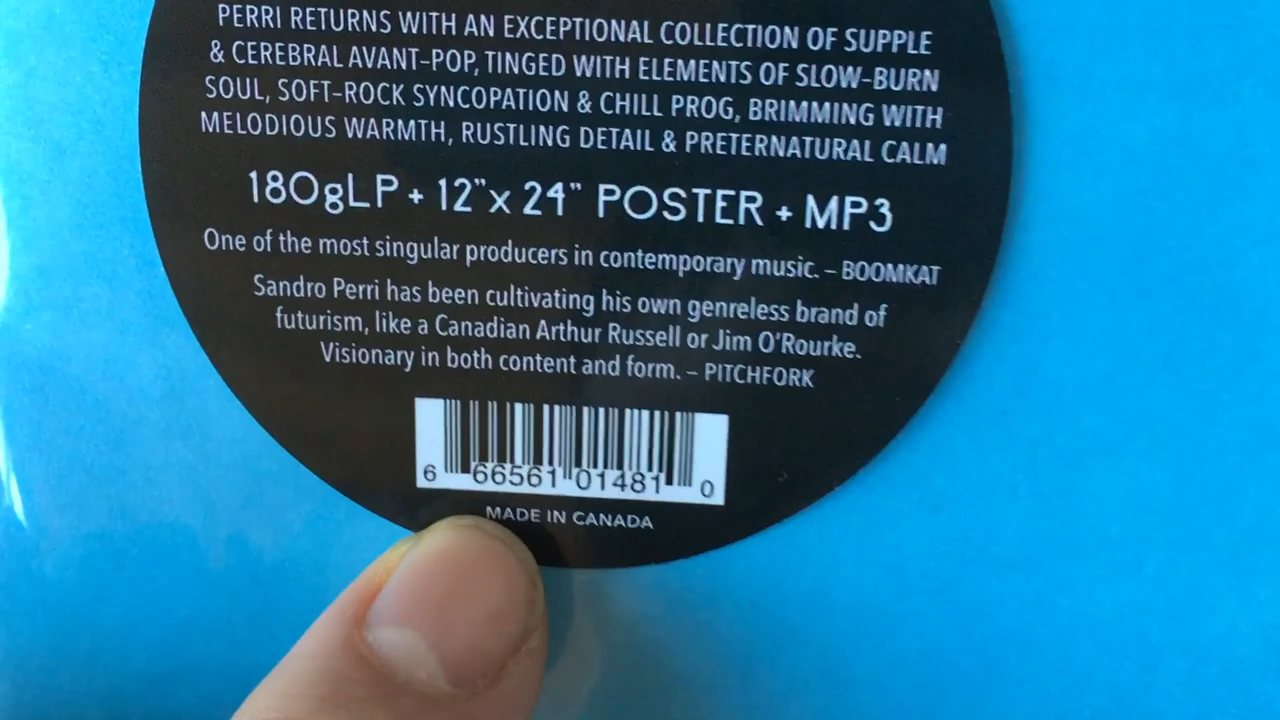 PERRI RETURNS WITH AN EXCEPTIONAL COLLECTION OF SUPPLE
& CEREBRAL AVANT-POP, TINGED WITH ELEMENTS OF SLOW-BURN
SOUL, SOFT-ROCK SYNCOPATION & CHILL PROG, BRIMMING WITH
MELODIOUS WARMTH, RUSTLING DETAIL & PRETERNATURAL CALM
180gLP + 12"x 24" POSTER + MP3
One of the most singular producers in contemporary music. – BOOMKAT
Sandro Perri has been cultivating his own genreless brand of
futurism, like a Canadian Arthur Russell or Jim O'Rourke.
Visionary in both content and form. – PITCHFORK
6 66561 01481 0
MADE IN CANADA